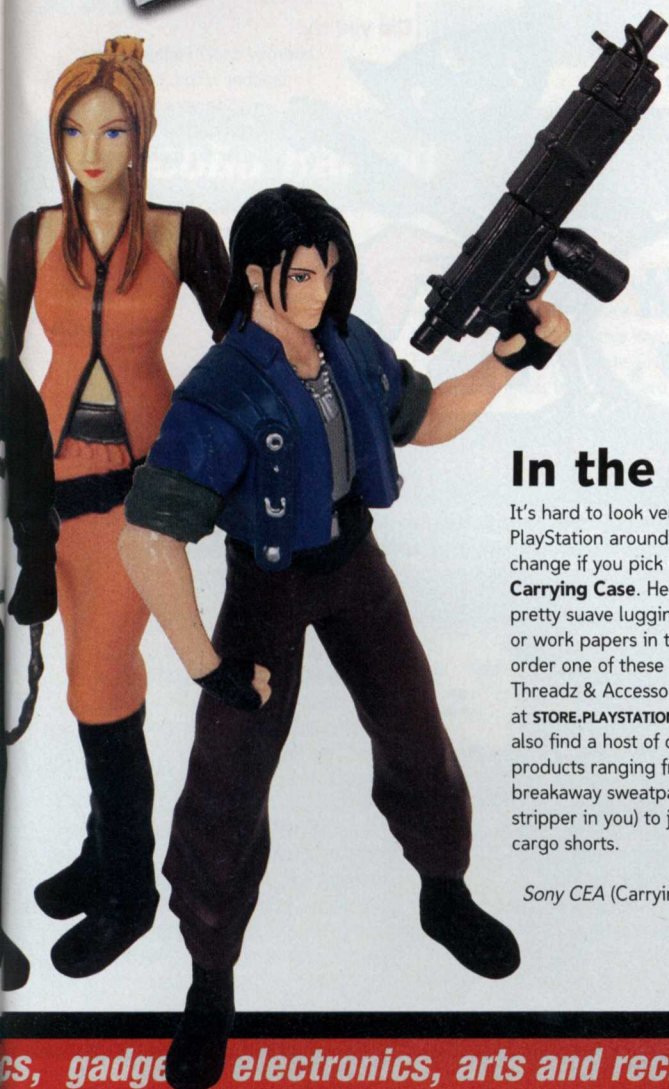 In the
It's hard to look ve
PlayStation around
change if you pick
Carrying Case. He
pretty suave luggin
or work papers in t
order one of these
Threadz & Accesso
at STORE.PLAYSTATION
also find a host of
products ranging f
breakaway sweatpa
stripper in you) to j
cargo shorts.
Sony CEA (Carryin
cs, gadge electronics, arts and rec